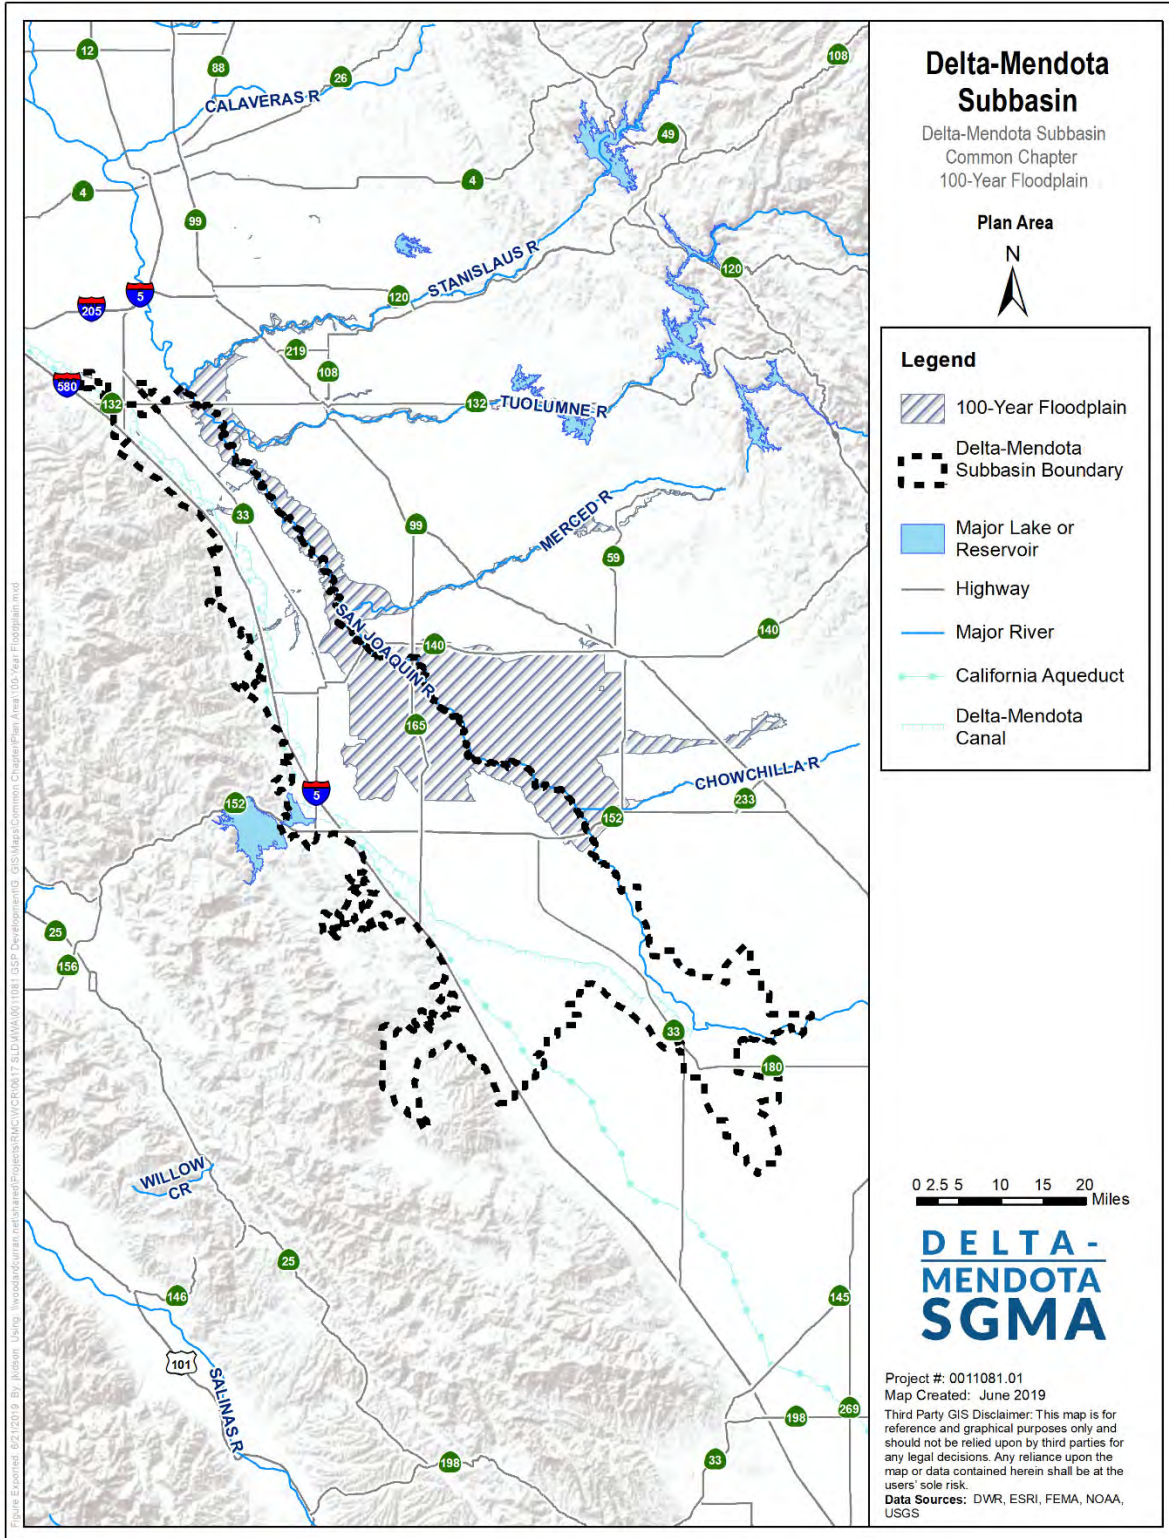 Delta-Mendota
Subbasin
Delta-Mendota Subbasin
Common Chapter
100-Year Floodplain
Plan Area
N
Legend
100-Year Floodplain
Delta-Mendota
Subbasin Boundary
Major Lake or
Reservoir
Highway
Major River
California Aqueduct
Delta-Mendota
Canal
12
88
26
108
CALAVERAS R
49
4
4
99
STANISLAUS R
120
5
205
120
219
108
580
132
132
TUOLUMNE R
33
99
MERCED R
59
SAN JOAQUIN R
140
140
165
CHOWCHILLA R
5
152
233
152
25
156
33
180
WILLOW
CR
25
146
145
101
SALINAS R
269
198
198
33
0 2.5 5 10 15 20
Miles
DELTA-
MENDOTA
SGMA
Project #: 0011081.01
Map Created: June 2019
Third Party GIS Disclaimer: This map is for
reference and graphical purposes only and
should not be relied upon by third parties for
any legal decisions. Any reliance upon the
map or data contained herein shall be at the
users' sole risk.
Data Sources: DWR, ESRI, FEMA, NOAA,
USGS